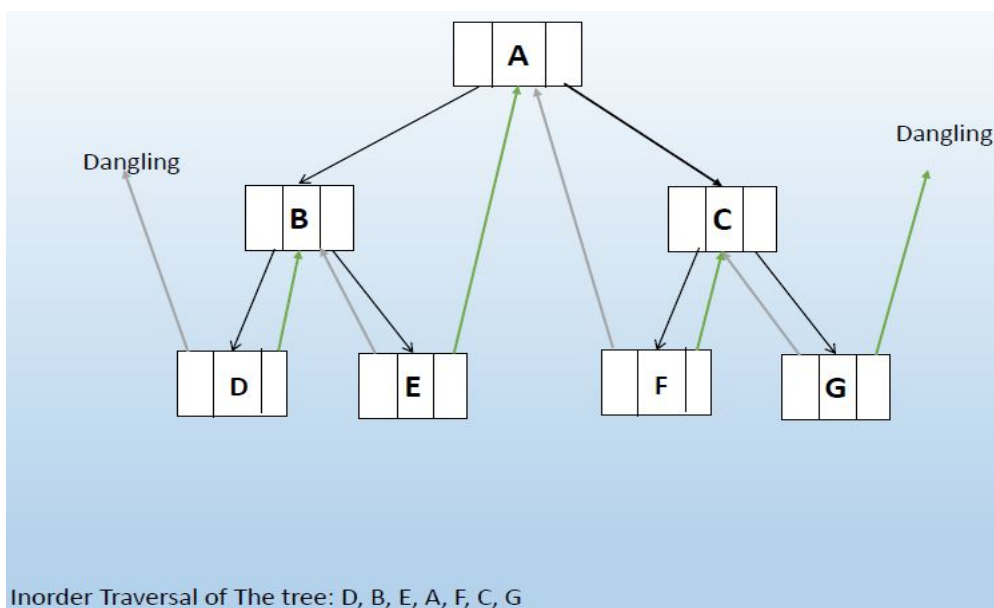 A
Dangling
Dangling
B
C
D
E
F
G
Inorder Traversal of The tree: D, B, E, A, F, C, G